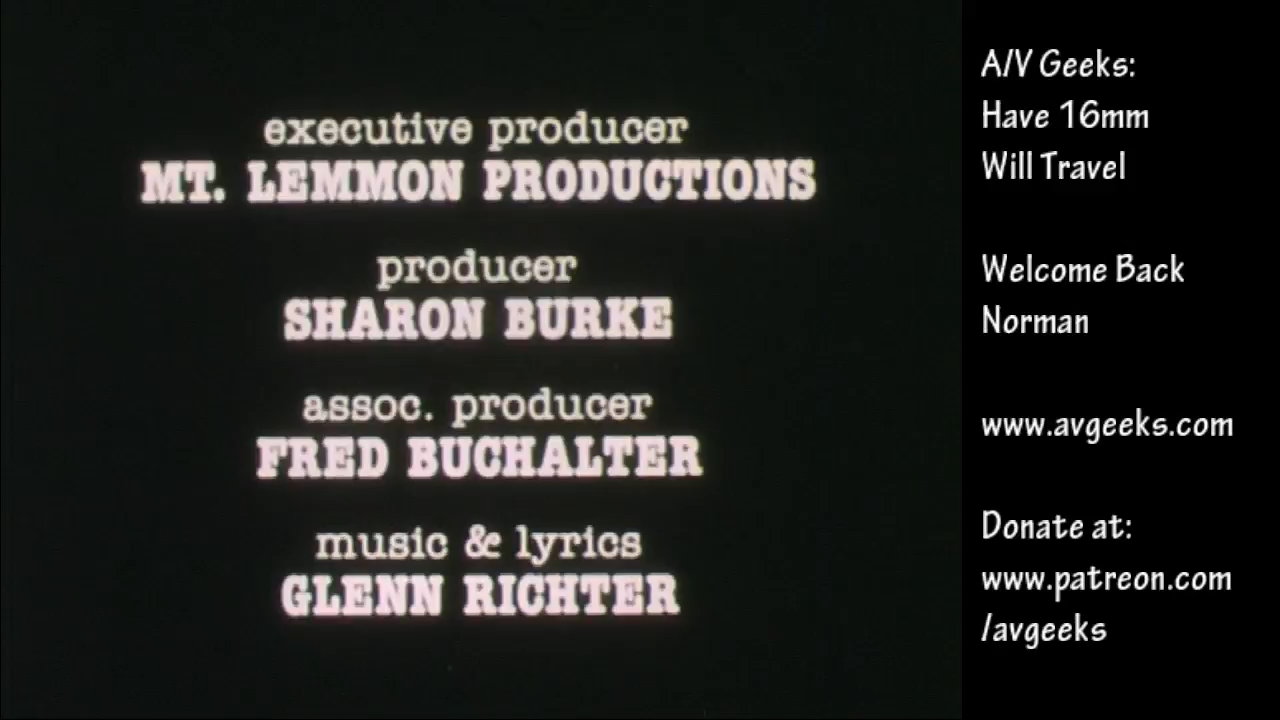 executive producer
MT. LEMMON PRODUCTIONS
producer
SHARON BURKE
assoc. producer
FRED BUCHALTER
music & lyrics
GLENN RICHTER
A/V Geeks:
Have 16mm
Will Travel
Welcome Back
Norman
www.avgeeks.com
Donate at:
www.patreon.com
/avgeeks